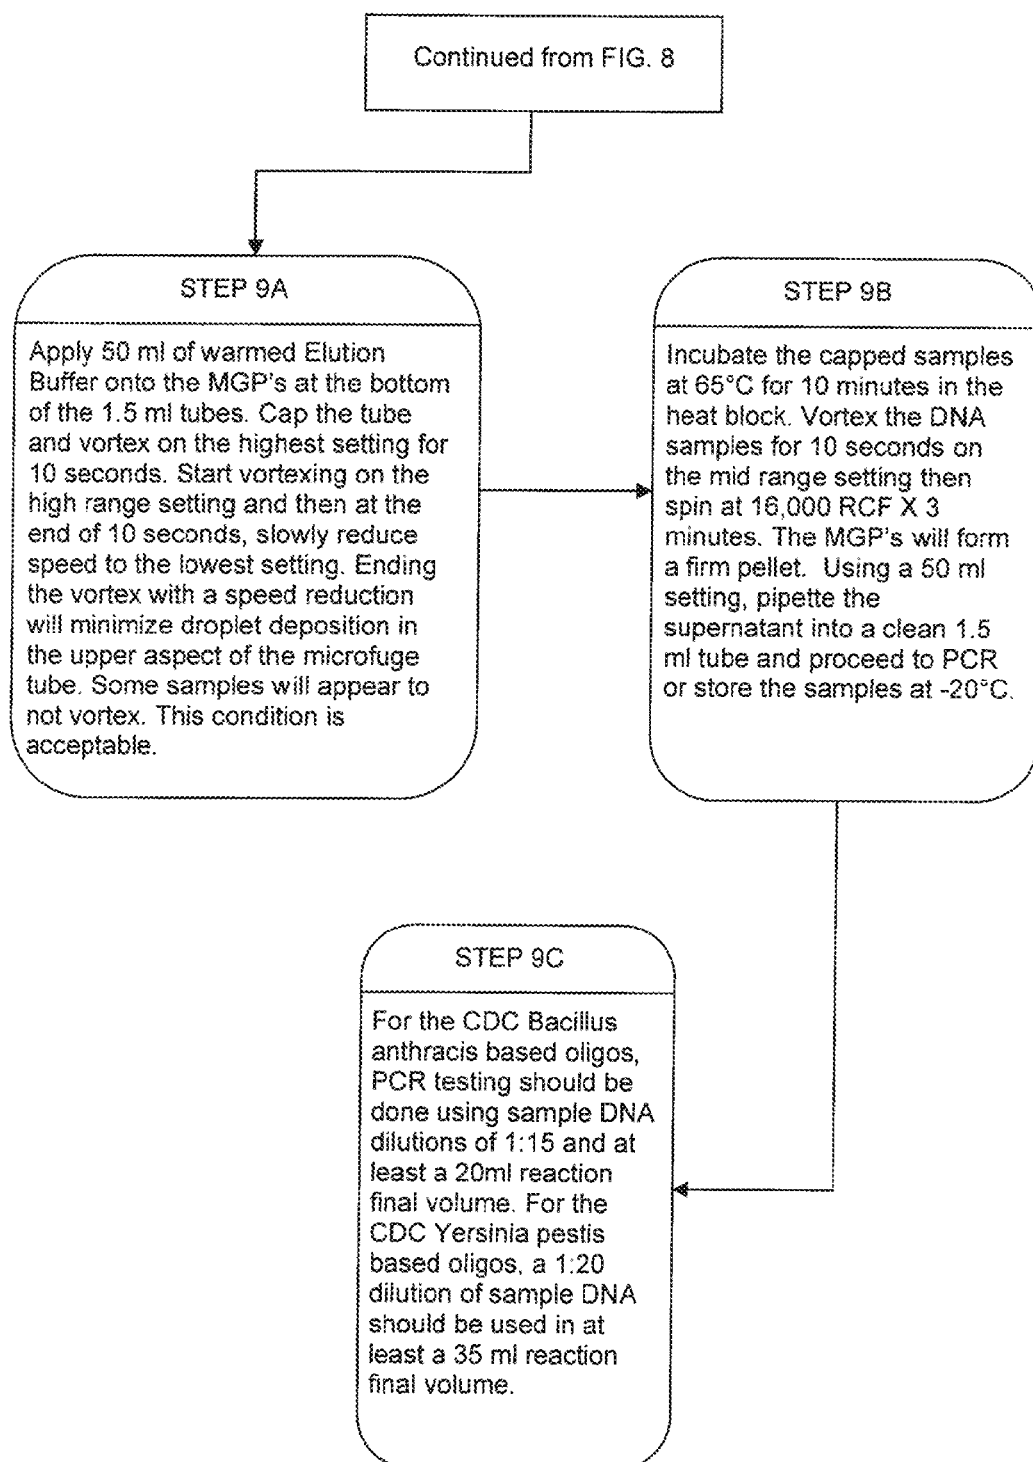 Continued from FIG. 8
STEP 9A
Apply 50 ml of warmed Elution
Buffer onto the MGP's at the bottom
of the 1.5 ml tubes. Cap the tube
and vortex on the highest setting for
10 seconds. Start vortexing on the
high range setting and then at the
end of 10 seconds, slowly reduce
speed to the lowest setting. Ending
the vortex with a speed reduction
will minimize droplet deposition in
the upper aspect of the microfuge
tube. Some samples will appear to
not vortex. This condition is
acceptable.
STEP 9B
Incubate the capped samples
at 65°C for 10 minutes in the
heat block. Vortex the DNA
samples for 10 seconds on
the mid range setting then
spin at 16,000 RCF X 3
minutes. The MGP's will form
a firm pellet. Using a 50 ml
setting, pipette the
supernatant into a clean 1.5
ml tube and proceed to PCR
or store the samples at -20°C.
STEP 9C
For the CDC Bacillus
anthracis based oligos,
PCR testing should be
done using sample DNA
dilutions of 1:15 and at
least a 20ml reaction
final volume. For the
CDC Yersinia pestis
based oligos, a 1:20
dilution of sample DNA
should be used in at
least a 35 ml reaction
final volume.